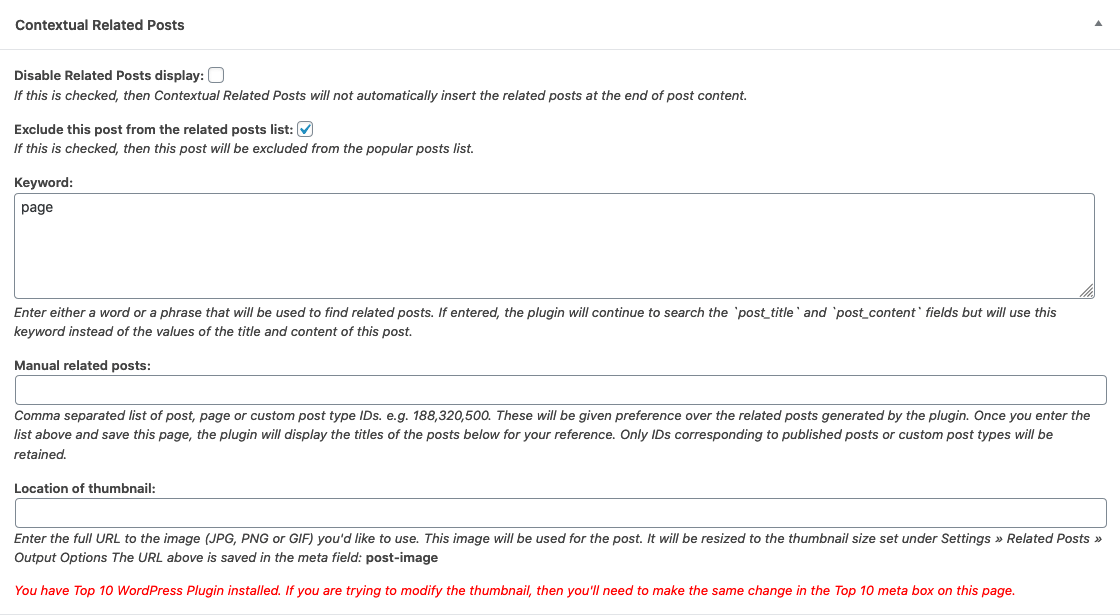 Contextual Related Posts
Disable Related Posts display:
If this is checked, then Contextual Related Posts will not automatically insert the related posts at the end of post content.
Exclude this post from the related posts list:
If this is checked, then this post will be excluded from the popular posts list.
Keyword:
page
Enter either a word or a phrase that will be used to find related posts. If entered, the plugin will continue to search the `post_title` and `post_content` fields but will use this
keyword instead of the values of the title and content of this post.
Manual related posts:
Comma separated list of post, page or custom post type IDs. e.g. 188,320,500. These will be given preference over the related posts generated by the plugin. Once you enter the
list above and save this page, the plugin will display the titles of the posts below for your reference. Only IDs corresponding to published posts or custom post types will be
retained.
Location of thumbnail:
Enter the full URL to the image (JPG, PNG or GIF) you'd like to use. This image will be used for the post. It will be resized to the thumbnail size set under Settings » Related Posts »
Output Options The URL above is saved in the meta field: post-image
You have Top 10 WordPress Plugin installed. If you are trying to modify the thumbnail, then you'll need to make the same change in the Top 10 meta box on this page.